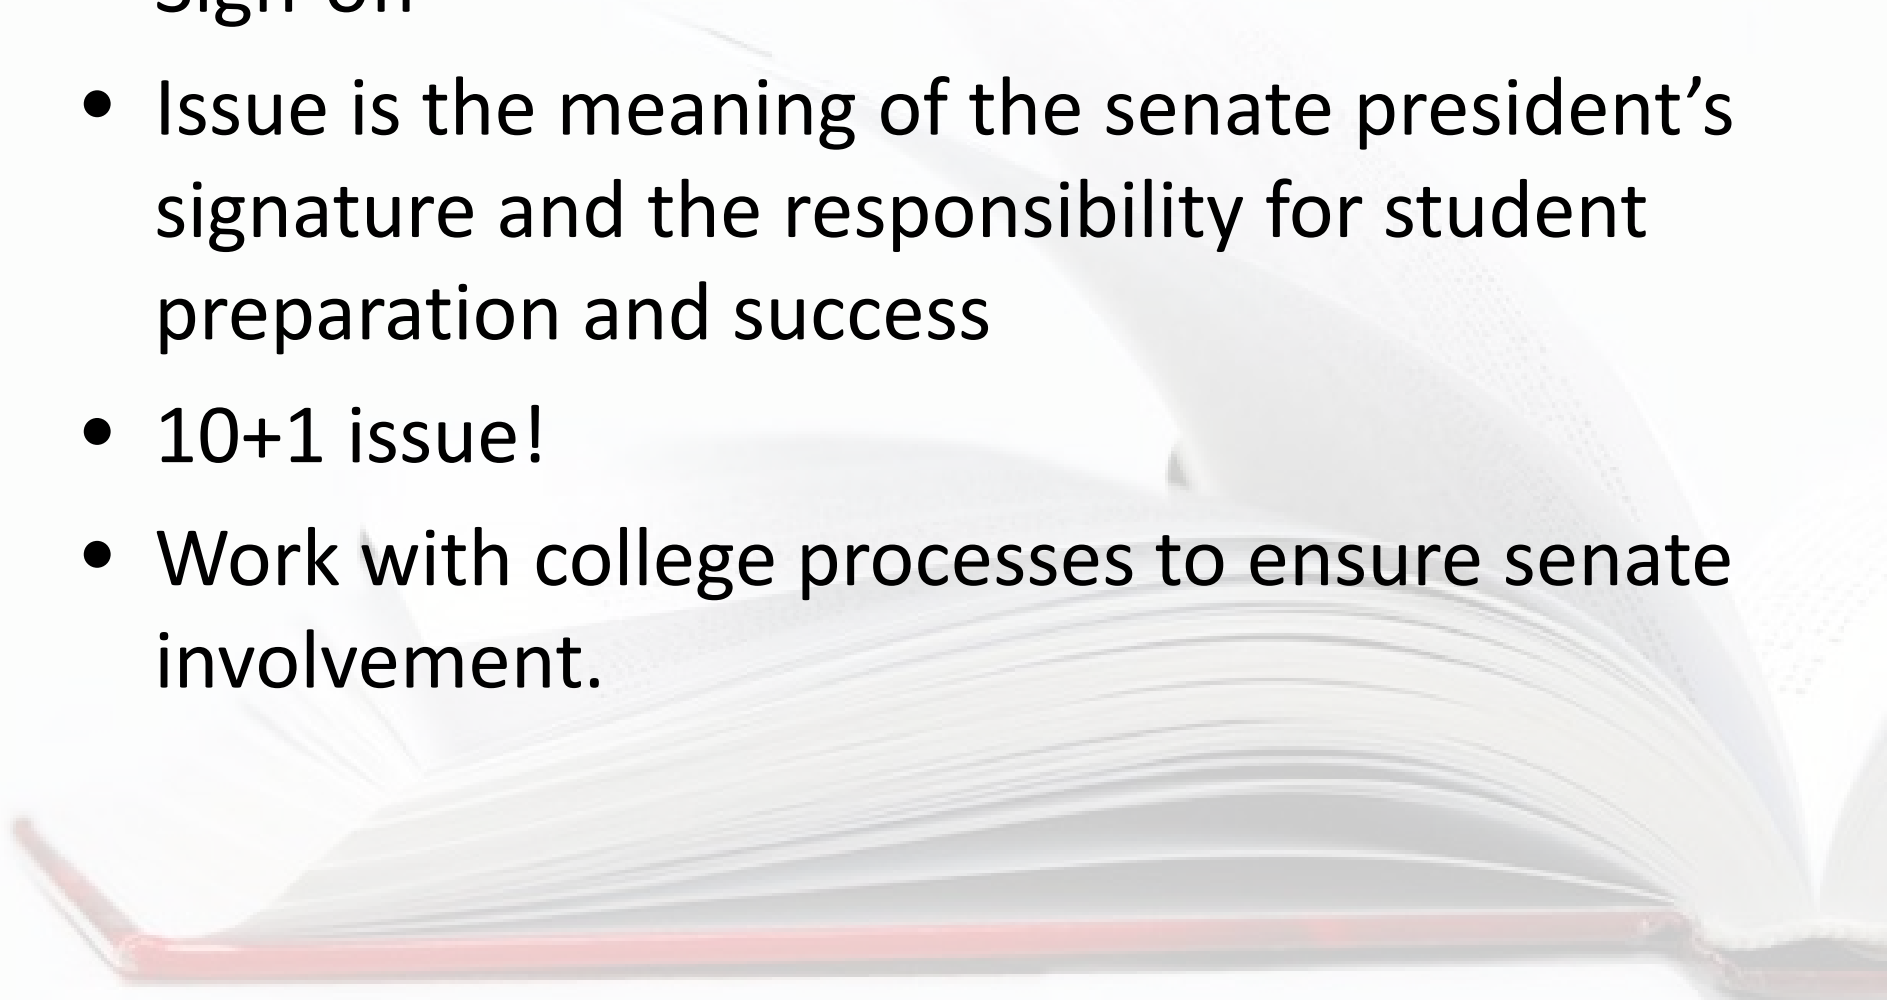 • Issue is the meaning of the senate president’s
signature and the responsibility for student
preparation and success
• 10+1 issue!
• Work with college processes to ensure senate
involvement.